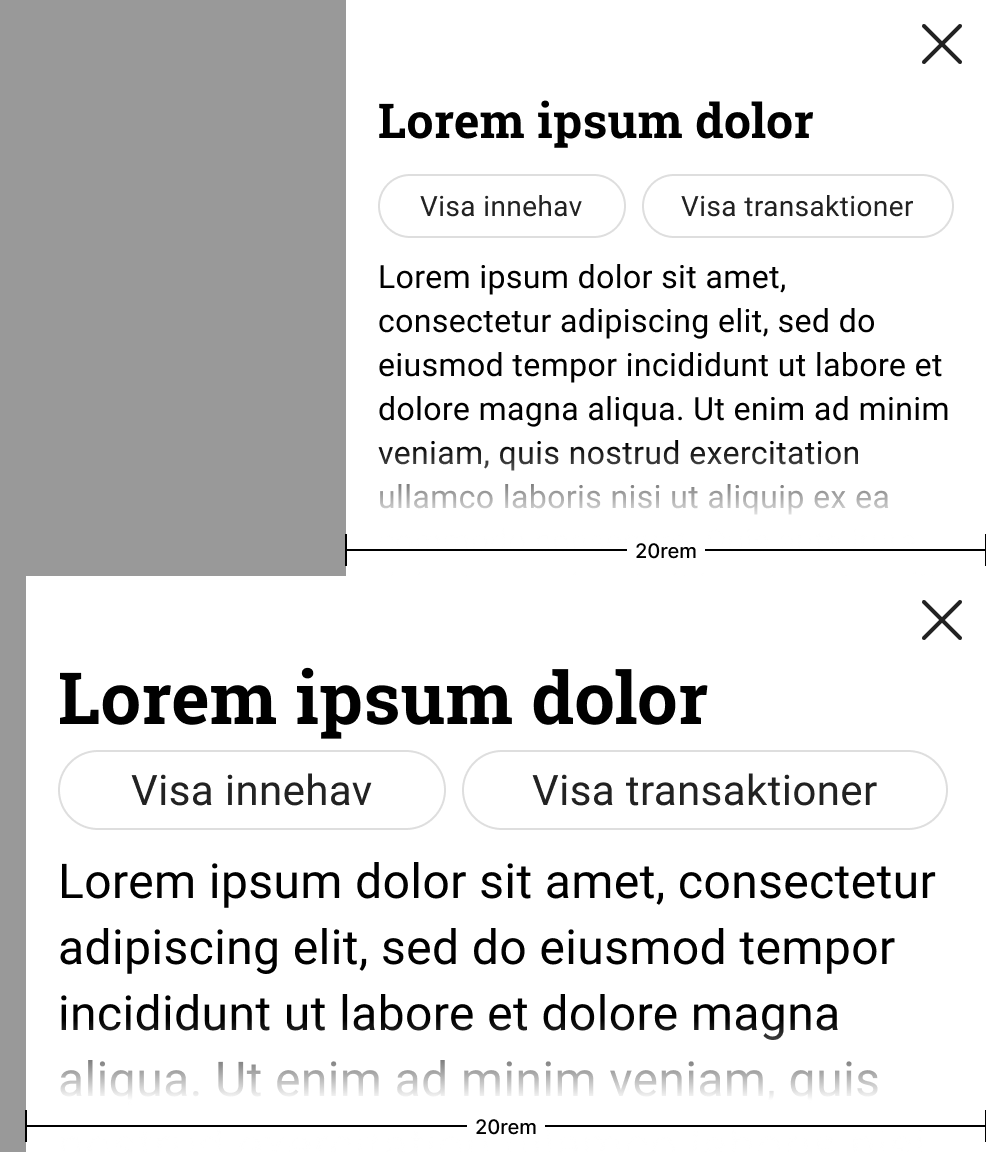 Lorem ipsum dolor
Visa innehav
Visa transaktioner
Lorem ipsum dolor sit amet,
consectetur adipiscing elit, sed do
eiusmod tempor incididunt ut labore et
dolore magna aliqua. Ut enim ad minim
veniam, quis nostrud exercitation
ullamco laboris nisi ut aliquip ex ea
20rem
Lorem ipsum dolor
Visa innehav
Visa transaktioner
Lorem ipsum dolor sit amet, consectetur
adipiscing elit, sed do eiusmod tempor
incididunt ut labore et dolore magna
aliqua. Ut enim ad minim veniam, quis
20rem